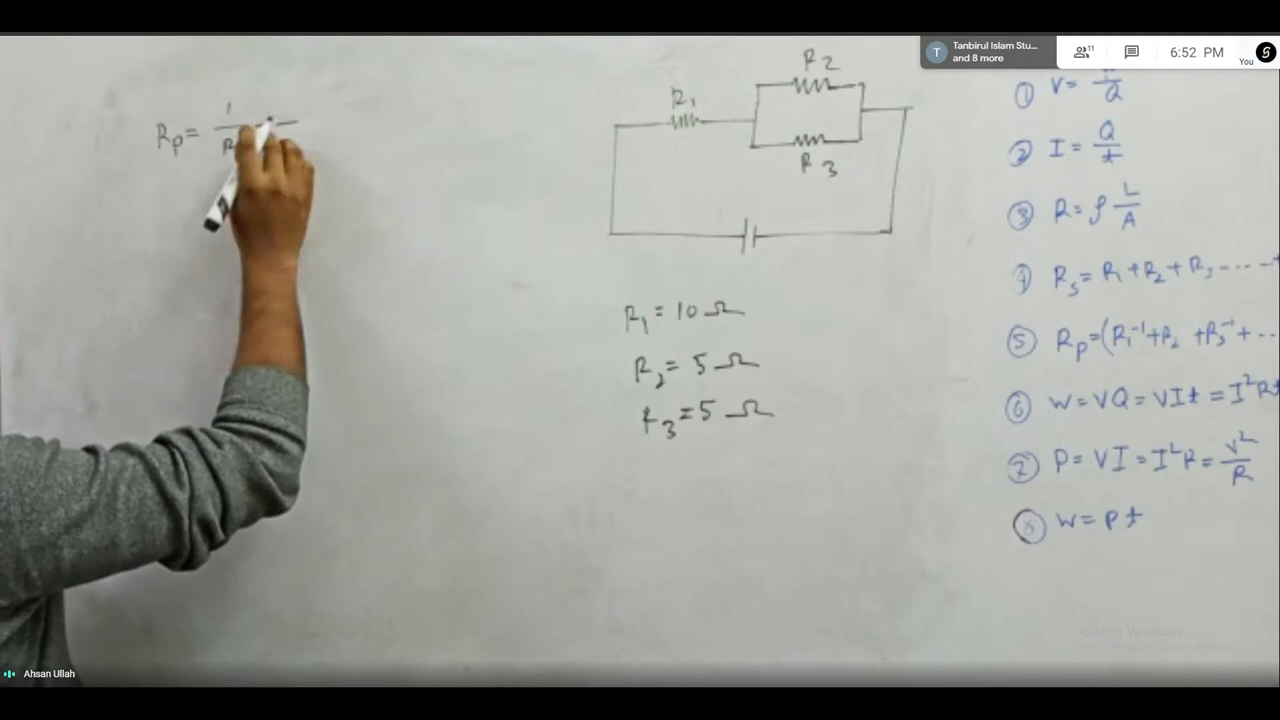 Tanbirul Islam Stu...
and 8 more
11
6:52 PM
You
Rp = 1
R
R1
R2
R3
R1 = 10 Ω
R2 = 5 Ω
R3 = 5 Ω
① V = /Q
② I = Q/t
③ R = ρ L/A
④ Rs = R1 + R2 + R3 ..... +
⑤ Rp = (R1⁻¹ + R2 + R3⁻¹ + ...
⑥ W = VQ = VIt = I²Rt
⑦ P = VI = I²R = V²/R
⑧ W = Pt
Activate Windows
Ahsan Ullah